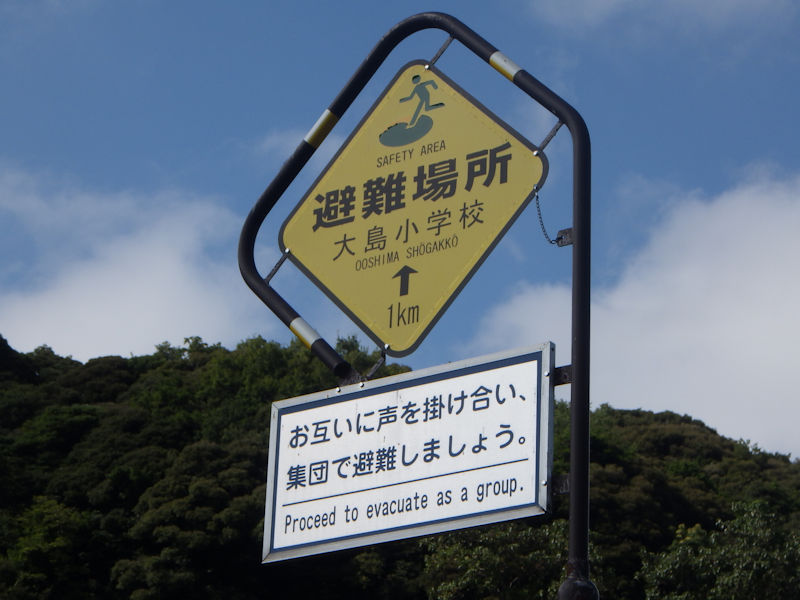 SAFETY AREA
避難場所
大島小学校
OOSHIMA SHŌGAKKŌ
1km
お互いに声を掛け合い、
集団で避難しましょう。
Proceed to evacuate as a group.